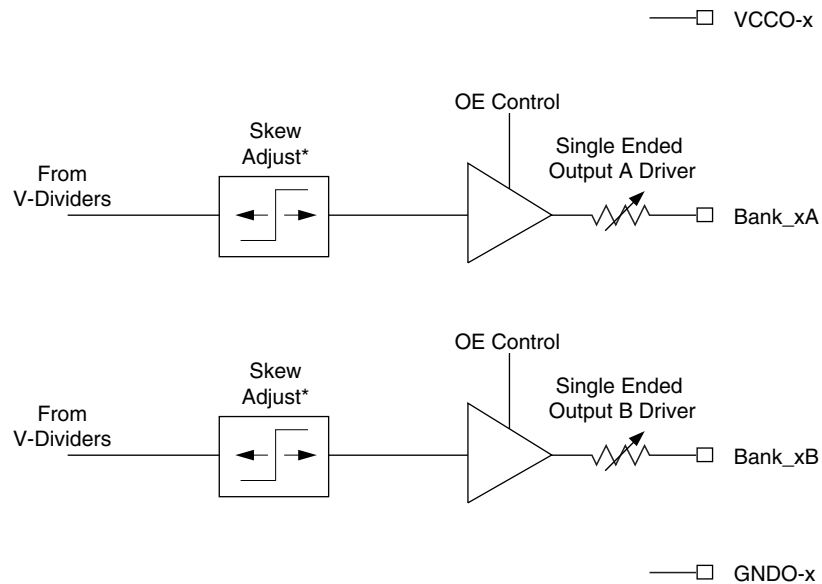 VCCO-x
OE Control
Skew
Adjust*
Single Ended
Output A Driver
From
V-Dividers
Bank_xA
OE Control
Skew
Adjust*
Single Ended
Output B Driver
From
V-Dividers
Bank_xB
GNDO-x